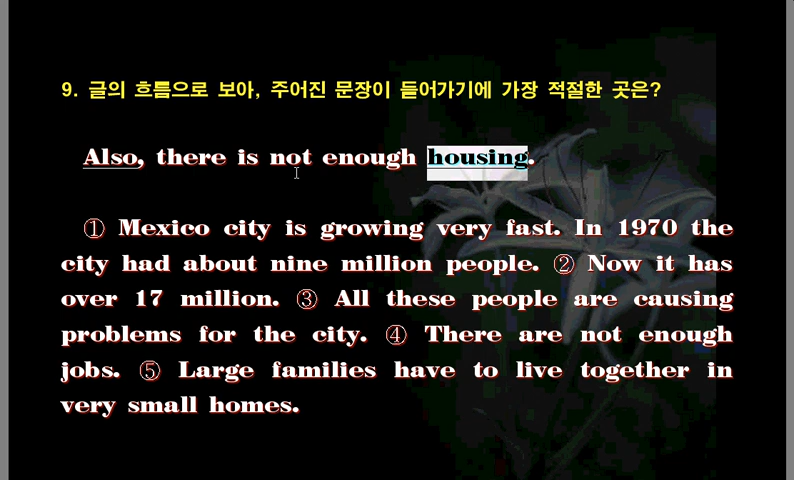 9. 글의 흐름으로 보아, 주어진 문장이 들어가기에 가장 적절한 곳은?
Also, there is not enough housing.
① Mexico city is growing very fast. In 1970 the
city had about nine million people. ② Now it has
over 17 million. ③ All these people are causing
problems for the city. ④ There are not enough
jobs. ⑤ Large families have to live together in
very small homes.